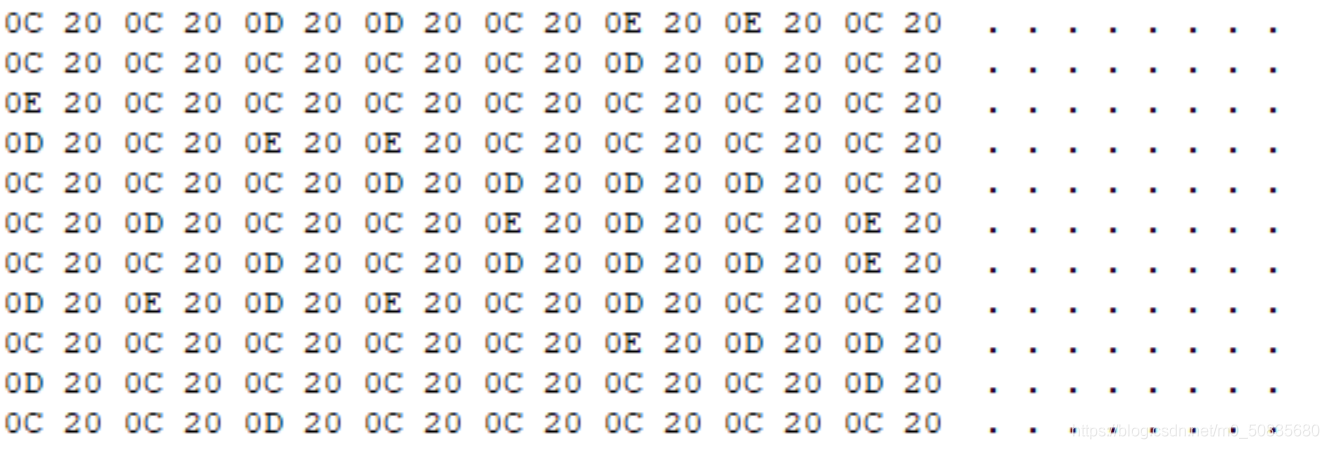 0C 20 0C 20 0D 20 0D 20 0C 20 0E 20 0E 20 0C 20 . . . . . . . .
0C 20 0C 20 0C 20 0C 20 0C 20 0D 20 0D 20 0C 20 . . . . . . . .
0E 20 0C 20 0C 20 0C 20 0C 20 0C 20 0C 20 0C 20 . . . . . . . .
0D 20 0C 20 0E 20 0E 20 0C 20 0C 20 0C 20 0C 20 . . . . . . . .
0C 20 0C 20 0C 20 0D 20 0D 20 0D 20 0D 20 0C 20 . . . . . . . .
0C 20 0D 20 0C 20 0C 20 0E 20 0D 20 0C 20 0E 20 . . . . . . . .
0C 20 0C 20 0D 20 0C 20 0D 20 0D 20 0D 20 0E 20 . . . . . . . .
0D 20 0E 20 0D 20 0E 20 0C 20 0D 20 0C 20 0C 20 . . . . . . . .
0C 20 0C 20 0C 20 0C 20 0C 20 0E 20 0D 20 0D 20 . . . . . . . .
0D 20 0C 20 0C 20 0C 20 0C 20 0C 20 0C 20 0D 20 . . . . . . . .
0C 20 0C 20 0D 20 0C 20 0C 20 0C 20 0C 20 0C 20 . . . . . . . .